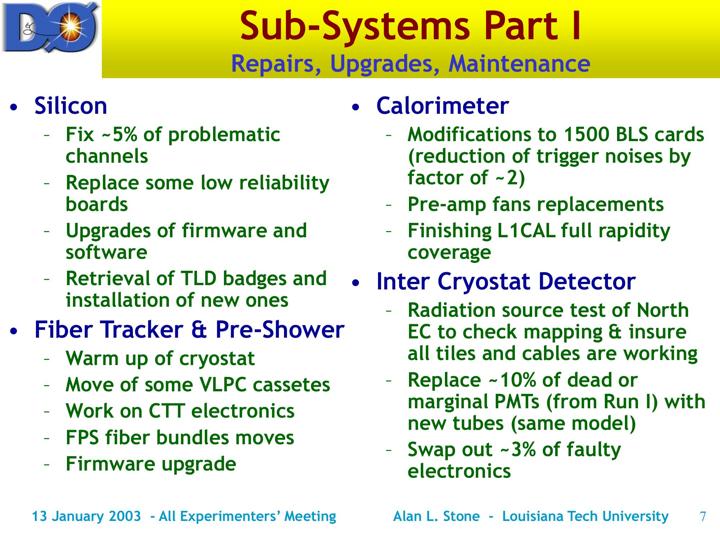 DØ
Sub-Systems Part I
Repairs, Upgrades, Maintenance
• Silicon
– Fix ~5% of problematic
channels
– Replace some low reliability
boards
– Upgrades of firmware and
software
– Retrieval of TLD badges and
installation of new ones
• Fiber Tracker & Pre-Shower
– Warm up of cryostat
– Move of some VLPC cassetes
– Work on CTT electronics
– FPS fiber bundles moves
– Firmware upgrade
• Calorimeter
– Modifications to 1500 BLS cards
(reduction of trigger noises by
factor of ~2)
– Pre-amp fans replacements
– Finishing L1CAL full rapidity
coverage
• Inter Cryostat Detector
– Radiation source test of North
EC to check mapping & insure
all tiles and cables are working
– Replace ~10% of dead or
marginal PMTs (from Run I) with
new tubes (same model)
– Swap out ~3% of faulty
electronics
13 January 2003 - All Experimenters' Meeting
Alan L. Stone - Louisiana Tech University
7